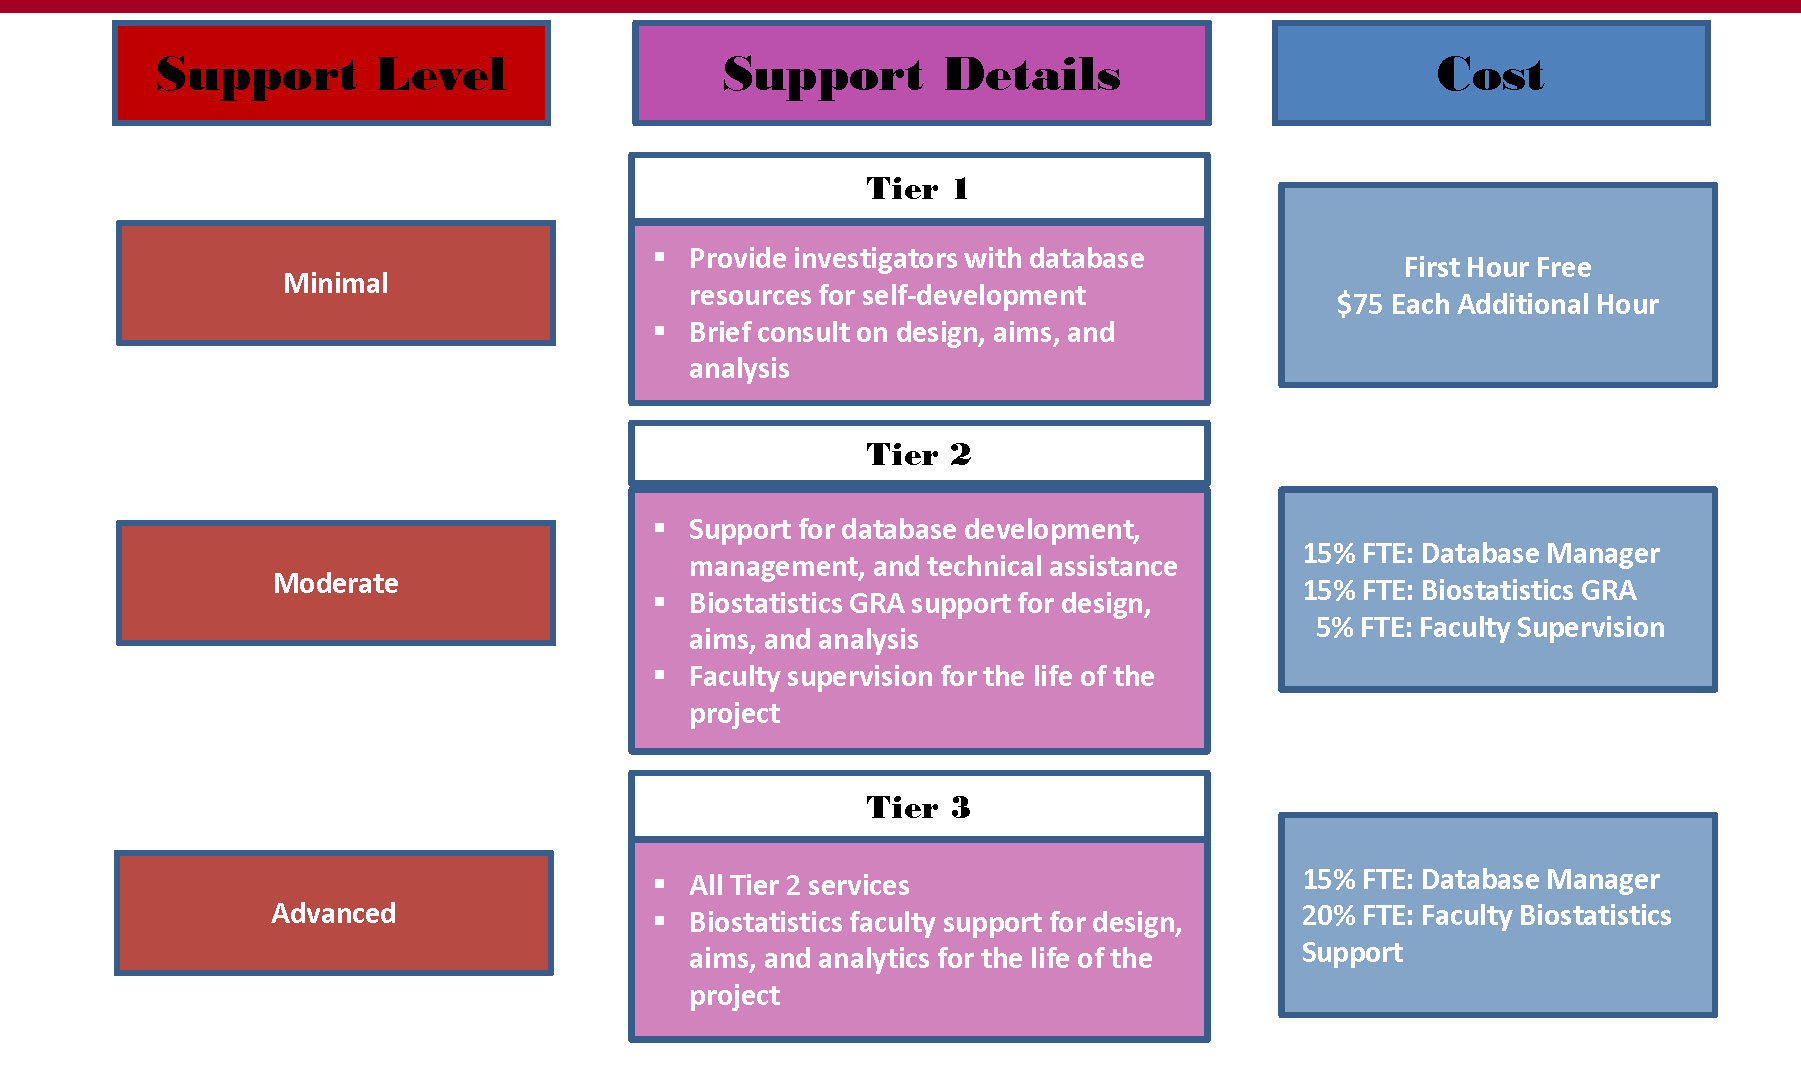 Support Level
Support Details
Cost
Tier 1
Minimal
▪ Provide investigators with database
resources for self-development
▪ Brief consult on design, aims, and
analysis
First Hour Free
$75 Each Additional Hour
Tier 2
Moderate
▪ Support for database development,
management, and technical assistance
▪ Biostatistics GRA support for design,
aims, and analysis
▪ Faculty supervision for the life of the
project
15% FTE: Database Manager
15% FTE: Biostatistics GRA
5% FTE: Faculty Supervision
Tier 3
Advanced
▪ All Tier 2 services
▪ Biostatistics faculty support for design,
aims, and analytics for the life of the
project
15% FTE: Database Manager
20% FTE: Faculty Biostatistics
Support